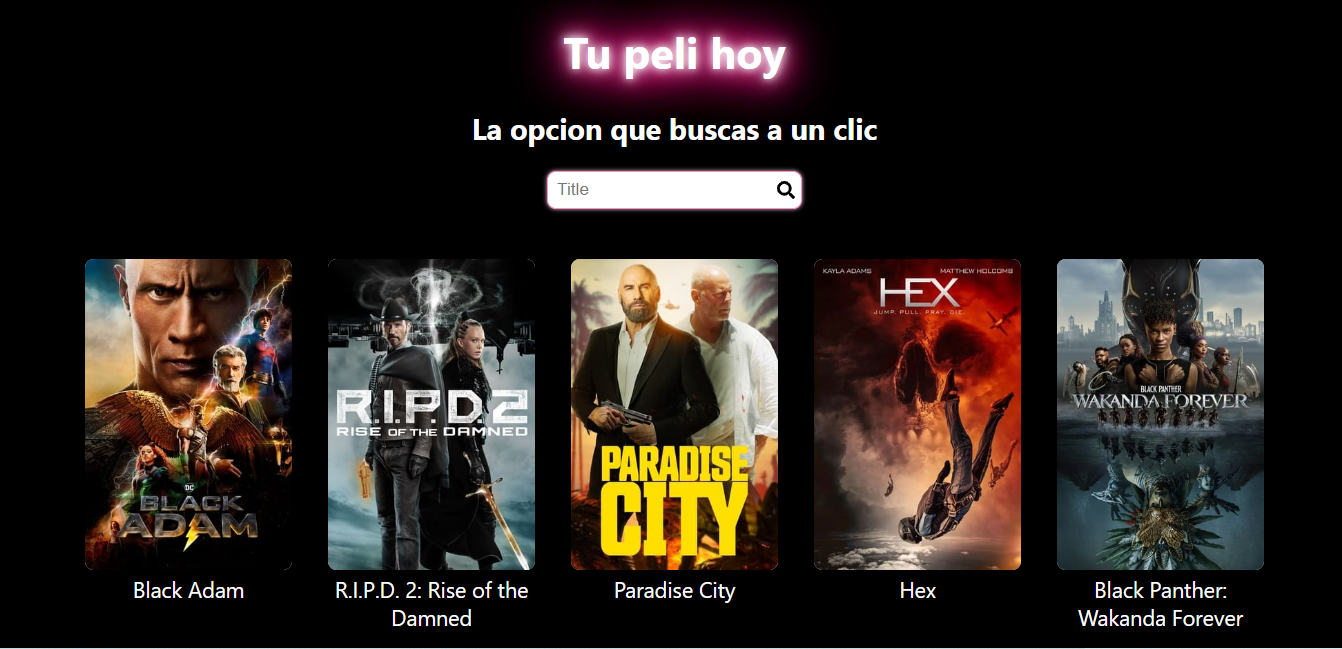 Tu peli hoy
La opcion que buscas a un clic
Title
DC
BLACK
ADAM
R.I.P.D.2
RISE OF THE DAMNED
PARADISE
CITY
KAYLA ADAMS MATTHEW HOLCOMB
HEX
JUMP. PULL. PRAY. DIE.
BLACK PANTHER
WAKANDA FOREVER
Black Adam
R.I.P.D. 2: Rise of the
Damned
Paradise City
Hex
Black Panther:
Wakanda Forever